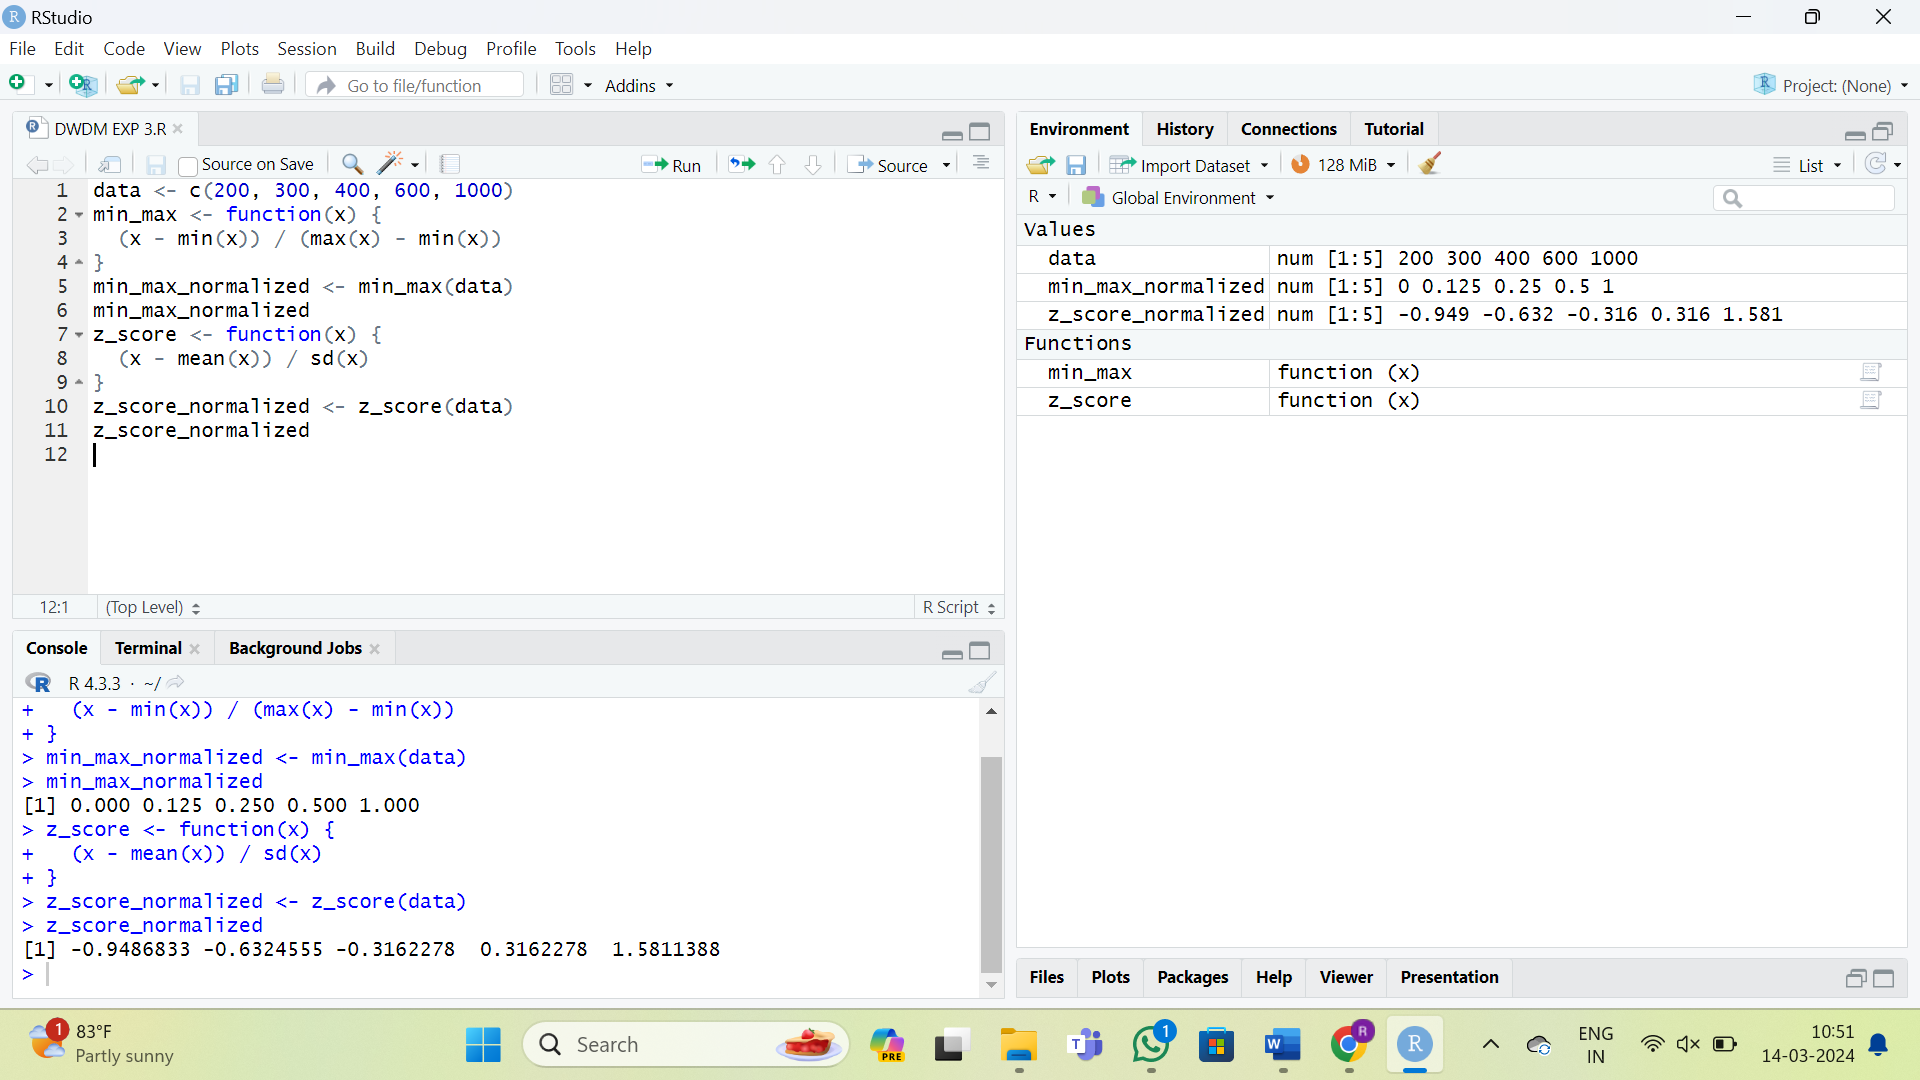 RStudio
File Edit Code View Plots Session Build Debug Profile Tools Help
Go to file/function Addins Project: (None)
DWDM EXP 3.R
Source on Save Run Source
1 data <- c(200, 300, 400, 600, 1000)
2 min_max <- function(x) {
3   (x - min(x)) / (max(x) - min(x))
4 }
5 min_max_normalized <- min_max(data)
6 min_max_normalized
7 z_score <- function(x) {
8   (x - mean(x)) / sd(x)
9 }
10 z_score_normalized <- z_score(data)
11 z_score_normalized
12
12:1 (Top Level) R Script
Console Terminal Background Jobs
R 4.3.3 · ~/
+   (x - min(x)) / (max(x) - min(x))
+ }
> min_max_normalized <- min_max(data)
> min_max_normalized
[1] 0.000 0.125 0.250 0.500 1.000
> z_score <- function(x) {
+   (x - mean(x)) / sd(x)
+ }
> z_score_normalized <- z_score(data)
> z_score_normalized
[1] -0.9486833 -0.6324555 -0.3162278  0.3162278  1.5811388
>
Environment History Connections Tutorial
Import Dataset 128 MiB List
R Global Environment
Values
data num [1:5] 200 300 400 600 1000
min_max_normalized num [1:5] 0 0.125 0.25 0.5 1
z_score_normalized num [1:5] -0.949 -0.632 -0.316 0.316 1.581
Functions
min_max function (x)
z_score function (x)
Files Plots Packages Help Viewer Presentation
1 83°F
Partly sunny
Search
PRE
T
1
W
R
R
ENG
IN
10:51
14-03-2024